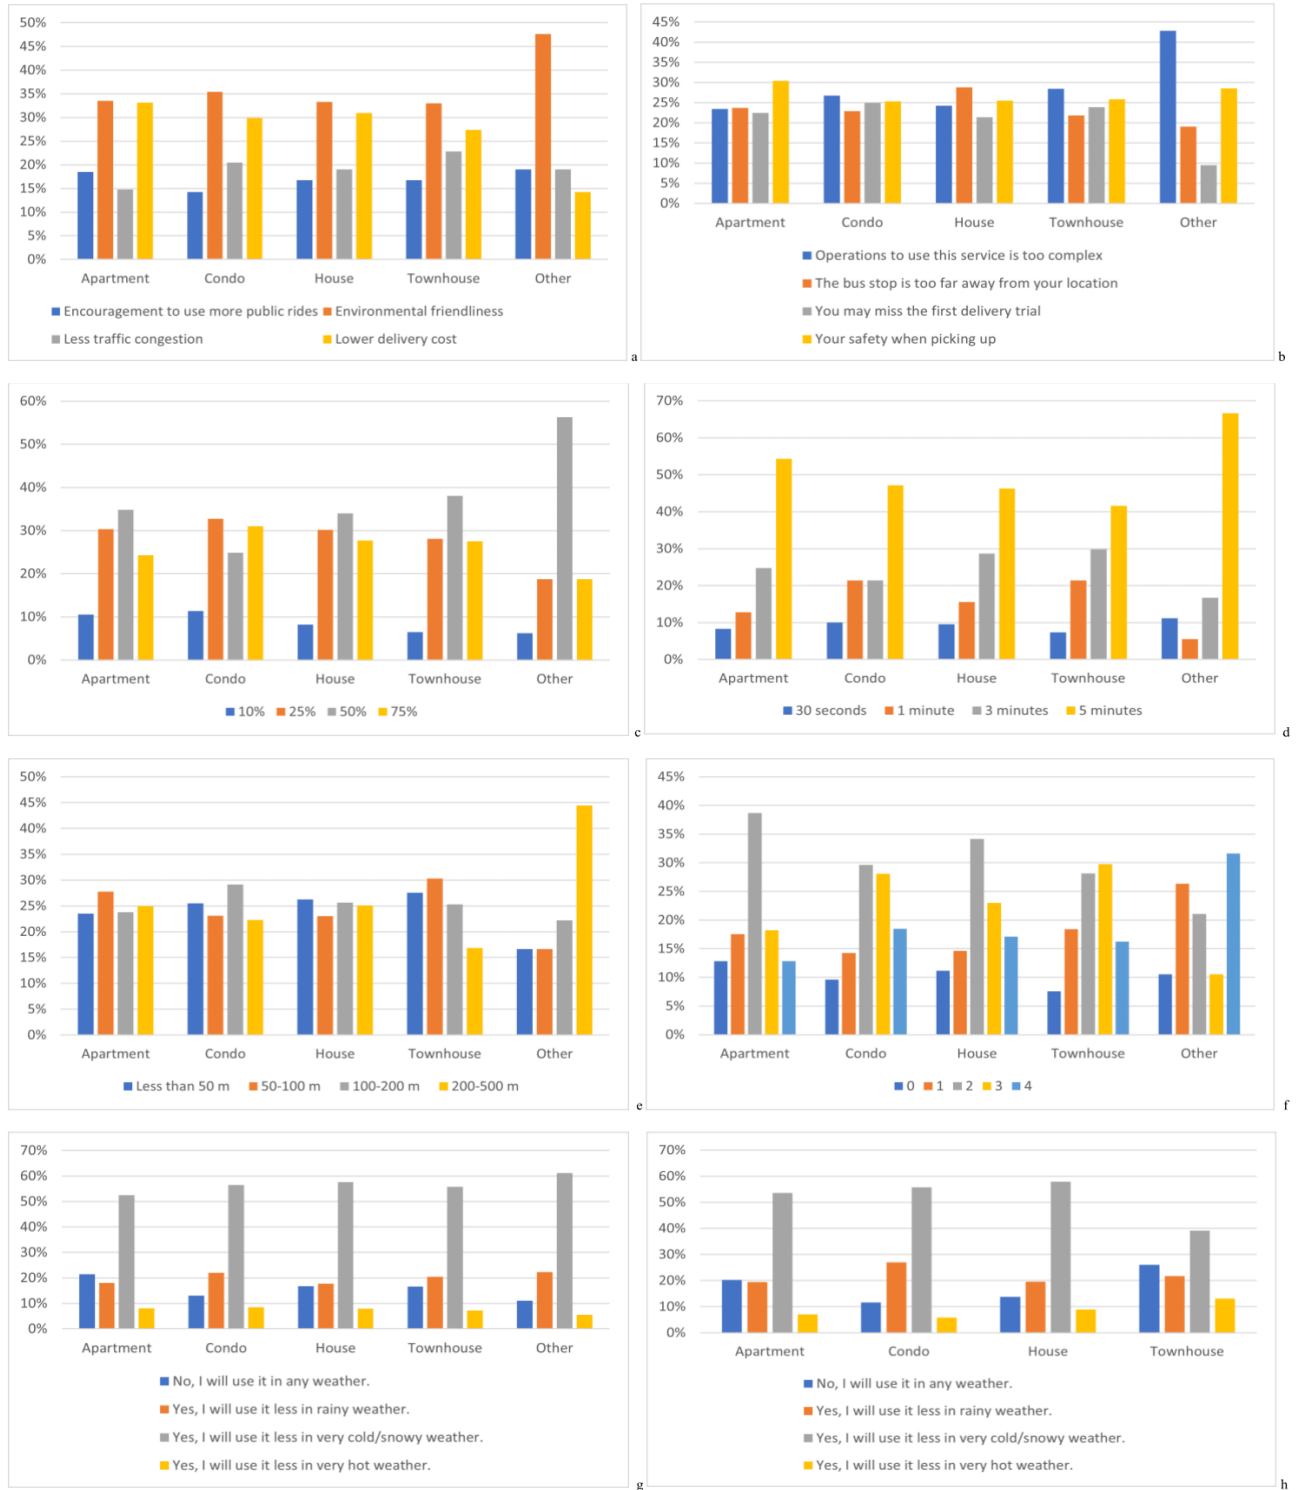 50%
45%
40%
35%
30%
25%
20%
15%
10%
5%
0%
Apartment Condo House Townhouse Other
Encouragement to use more public rides Environmental friendliness
Less traffic congestion Lower delivery cost
a
45%
40%
35%
30%
25%
20%
15%
10%
5%
0%
Apartment Condo House Townhouse Other
Operations to use this service is too complex
The bus stop is too far away from your location
You may miss the first delivery trial
Your safety when picking up
b
60%
50%
40%
30%
20%
10%
0%
Apartment Condo House Townhouse Other
10% 25% 50% 75%
c
70%
60%
50%
40%
30%
20%
10%
0%
Apartment Condo House Townhouse Other
30 seconds 1 minute 3 minutes 5 minutes
d
50%
45%
40%
35%
30%
25%
20%
15%
10%
5%
0%
Apartment Condo House Townhouse Other
Less than 50 m 50-100 m 100-200 m 200-500 m
e
45%
40%
35%
30%
25%
20%
15%
10%
5%
0%
Apartment Condo House Townhouse Other
0 1 2 3 4
f
70%
60%
50%
40%
30%
20%
10%
0%
Apartment Condo House Townhouse Other
No, I will use it in any weather.
Yes, I will use it less in rainy weather.
Yes, I will use it less in very cold/snowy weather.
Yes, I will use it less in very hot weather.
g
70%
60%
50%
40%
30%
20%
10%
0%
Apartment Condo House Townhouse
No, I will use it in any weather.
Yes, I will use it less in rainy weather.
Yes, I will use it less in very cold/snowy weather.
Yes, I will use it less in very hot weather.
h